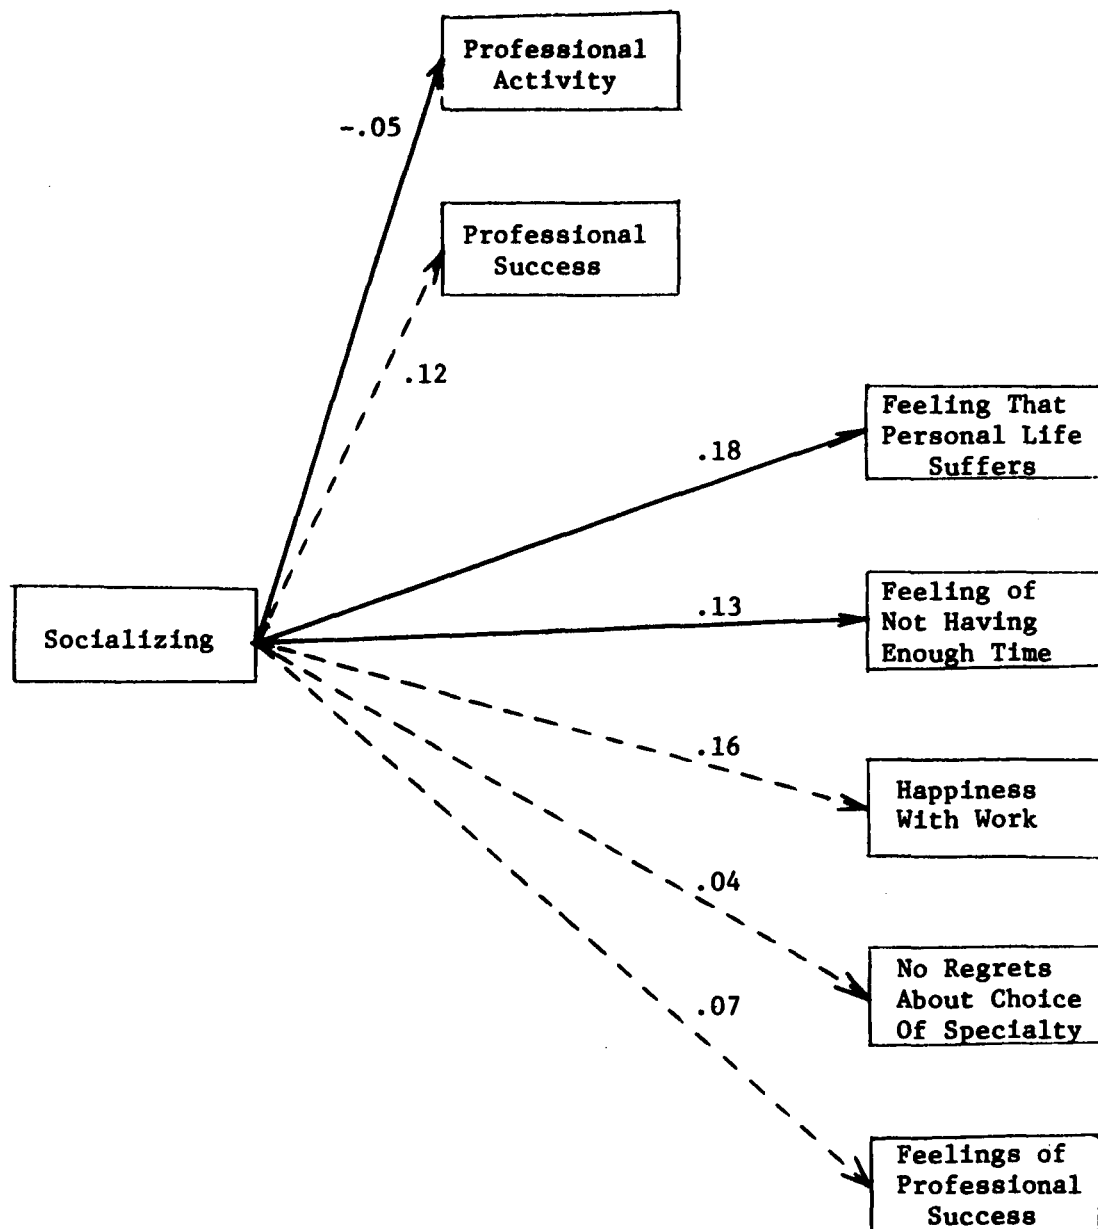 Professional
Activity
-.05
Professional
Success
.12
Feeling That
Personal Life
Suffers
.18
Socializing
.13
Feeling of
Not Having
Enough Time
.16
Happiness
With Work
.04
No Regrets
About Choice
Of Specialty
.07
Feelings of
Professional
Success